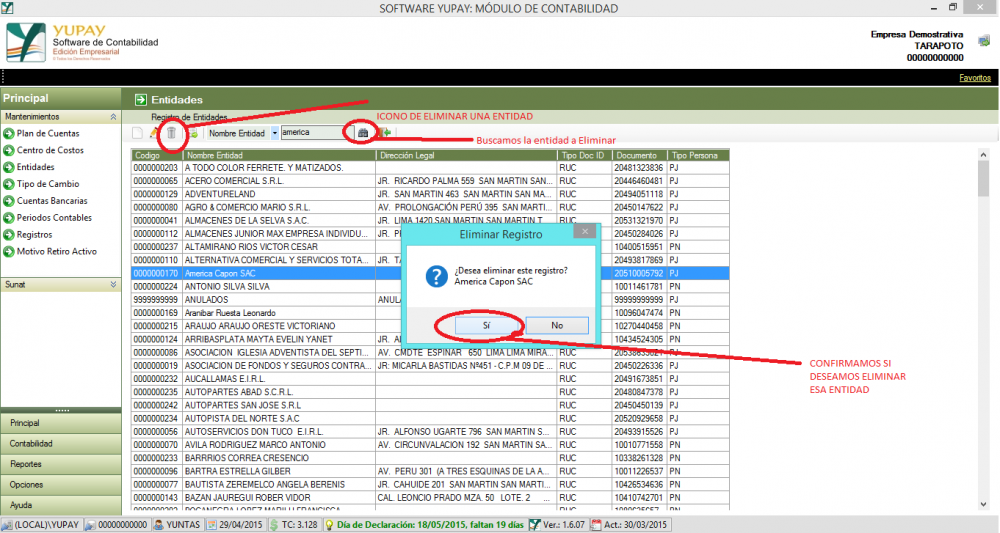 SOFTWARE YUPAY: MÓDULO DE CONTABILIDAD
YUPAY
Software de Contabilidad
Edición Empresarial
Empresa Demostrativa
TARAPOTO
00000000000
Favoritos
Principal
Entidades
Mantenimientos
Registro de Entidades
ICONO DE ELIMINAR UNA ENTIDAD
Nombre Entidad america
Buscamos la entidad a Eliminar
Plan de Cuentas
Centro de Costos
Entidades
Tipo de Cambio
Cuentas Bancarias
Periodos Contables
Registros
Motivo Retiro Activo
Sunat
Codigo Nombre Entidad Dirección Legal Tipo Doc ID Documento Tipo Persona
0000000203 A TODO COLOR FERRETE. Y MATIZADOS. RUC 20481323836 PJ
0000000065 ACERO COMERCIAL S.R.L. JR. RICARDO PALMA 559 SAN MARTIN SAN... RUC 20446460481 PJ
0000000129 ADVENTURELAND JR. SAN MARTIN 463 SAN MARTIN SAN MA... RUC 20494051118 PJ
0000000080 AGRO & COMERCIO MARIO S.R.L. AV. PROLONGACIÓN PERÚ 395 SAN MARTI... RUC 20450147622 PJ
0000000041 ALMACENES DE LA SELVA S.A.C. JR. LIMA 1420 SAN MARTIN SAN MARTIN T... RUC 20531321970 PJ
0000000112 ALMACENES JUNIOR MAX EMPRESA INDIVIDU... RUC 20450284026 PJ
0000000237 ALTAMIRANO RIOS VICTOR CESAR RUC 10400515951 PN
0000000110 ALTERNATIVA COMERCIAL Y SERVICIOS TOTA... RUC 20493817869 PJ
0000000170 America Capon SAC 20510005792 PJ
0000000224 ANTONIO SILVA SILVA RUC 10011461781 PN
9999999999 ANULADOS RUC 99999999999 PJ
0000000169 Aranibar Ruesta Leonardo RUC 10096047474 PN
0000000215 ARAUJO ARAUJO ORESTE VICTORIANO RUC 10270440458 PN
0000000124 ARRIBASPLATA MAYTA EVELIN YANET RUC 10434524305 PN
0000000086 ASOCIACION IGLESIA ADVENTISTA DEL SEPTI... AV. CMDTE ESPINAR 650 LIMA LIMA MIRA... RUC PJ
0000000019 ASOCIACION DE FONDOS Y SEGUROS CONTRA... JR: MICARLA BASTIDAS Nª451 - C.P.M 09 DE ... RUC 20450226336 PJ
0000000232 AUCALLAMAS E.I.R.L. RUC 20491673851 PJ
0000000235 AUTOPARTES ABAD S.C.R.L. RUC 20480847378 PJ
0000000242 AUTOPARTES SAN JOSE S.R.L RUC 20450450139 PJ
0000000234 AUTOPISTA DEL NORTE S.A.C RUC 20520929658 PJ
0000000056 AUTOSERVICIOS DON TUCO E.I.R.L. JR. ALFONSO UGARTE 796 SAN MARTIN S... RUC 20493915526 PJ
0000000070 AVILA RODRIGUEZ MARCO ANTONIO AV. CIRCUNVALACION 192 SAN MARTIN SA... RUC 10010771558 PN
0000000233 BARRRIOS CORREA CRESENCIO RUC 10338261328 PN
0000000096 BARTRA ESTRELLA GILBER AV. PERU 301 (A TRES ESQUINAS DE LA A... RUC 10011226537 PN
0000000077 BAUTISTA ZEREMELCO ANGELA BERENIS JR. CAHUIDE 201 SAN MARTIN SAN MARTIN... RUC 10426534636 PN
0000000143 BAZAN JAUREGUI ROBER VIDOR CAL. LEONCIO PRADO MZA. 50 LOTE. 2 ... RUC 10410742701 PN
Eliminar Registro
¿Desea eliminar este registro?
America Capon SAC
Sí No
CONFIRMAMOS SI
DESEAMOS ELIMINAR
ESA ENTIDAD
Principal
Contabilidad
Reportes
Opciones
Ayuda
(LOCAL)\YUPAY 00000000000 YUNTAS 29/04/2015 TC: 3.128 Día de Declaración: 18/05/2015, faltan 19 días Ver.: 1.6.07 Act.: 30/03/2015